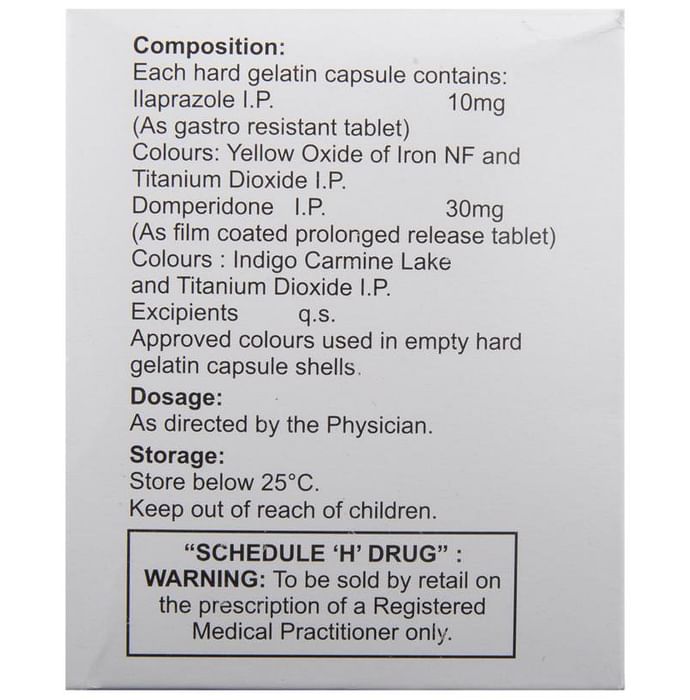 Composition:
Each hard gelatin capsule contains:
Ilaprazole I.P. 10mg
(As gastro resistant tablet)
Colours: Yellow Oxide of Iron NF and
Titanium Dioxide I.P.
Domperidone I.P. 30mg
(As film coated prolonged release tablet)
Colours : Indigo Carmine Lake
and Titanium Dioxide I.P.
Excipients q.s.
Approved colours used in empty hard
gelatin capsule shells.
Dosage:
As directed by the Physician.
Storage:
Store below 25°C.
Keep out of reach of children.
“SCHEDULE ‘H’ DRUG” :
WARNING: To be sold by retail on
the prescription of a Registered
Medical Practitioner only.